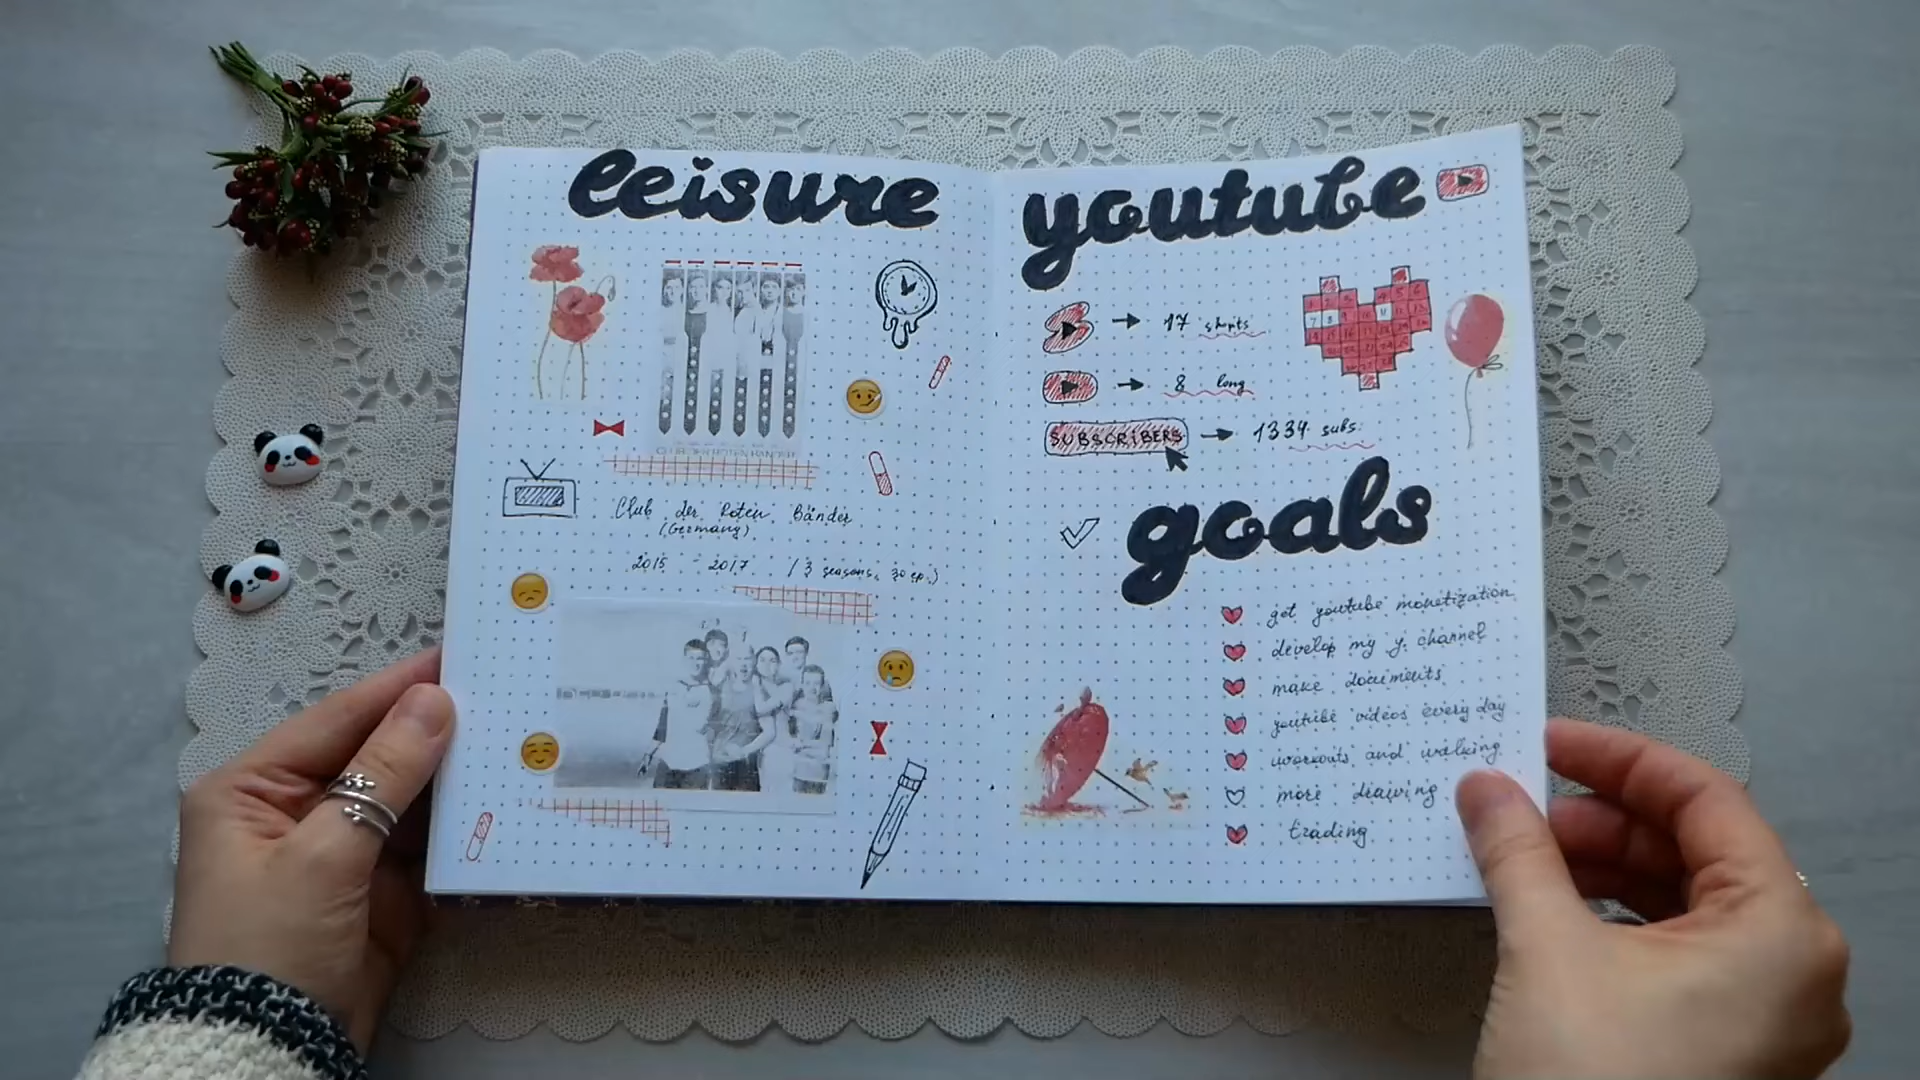 leisure
Club der Roten Bänder
(Germany)
2015 - 2017 (3 seasons, 30 ep.)
youtube
17 shorts
8 long
SUBSCRIBERS 1334 subs.
goals
get youtube monetization
develop my y. channel
make documents
youtube videos every day
workouts and walking
more drawing
trading